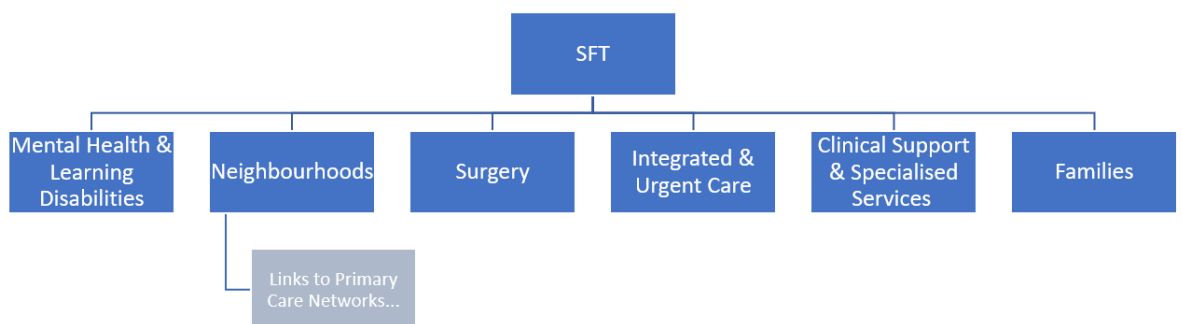 SFT
Mental Health &
Learning
Disabilities
Neighbourhoods
Surgery
Integrated &
Urgent Care
Clinical Support
& Specialised
Services
Families
Links to Primary
Care Networks...